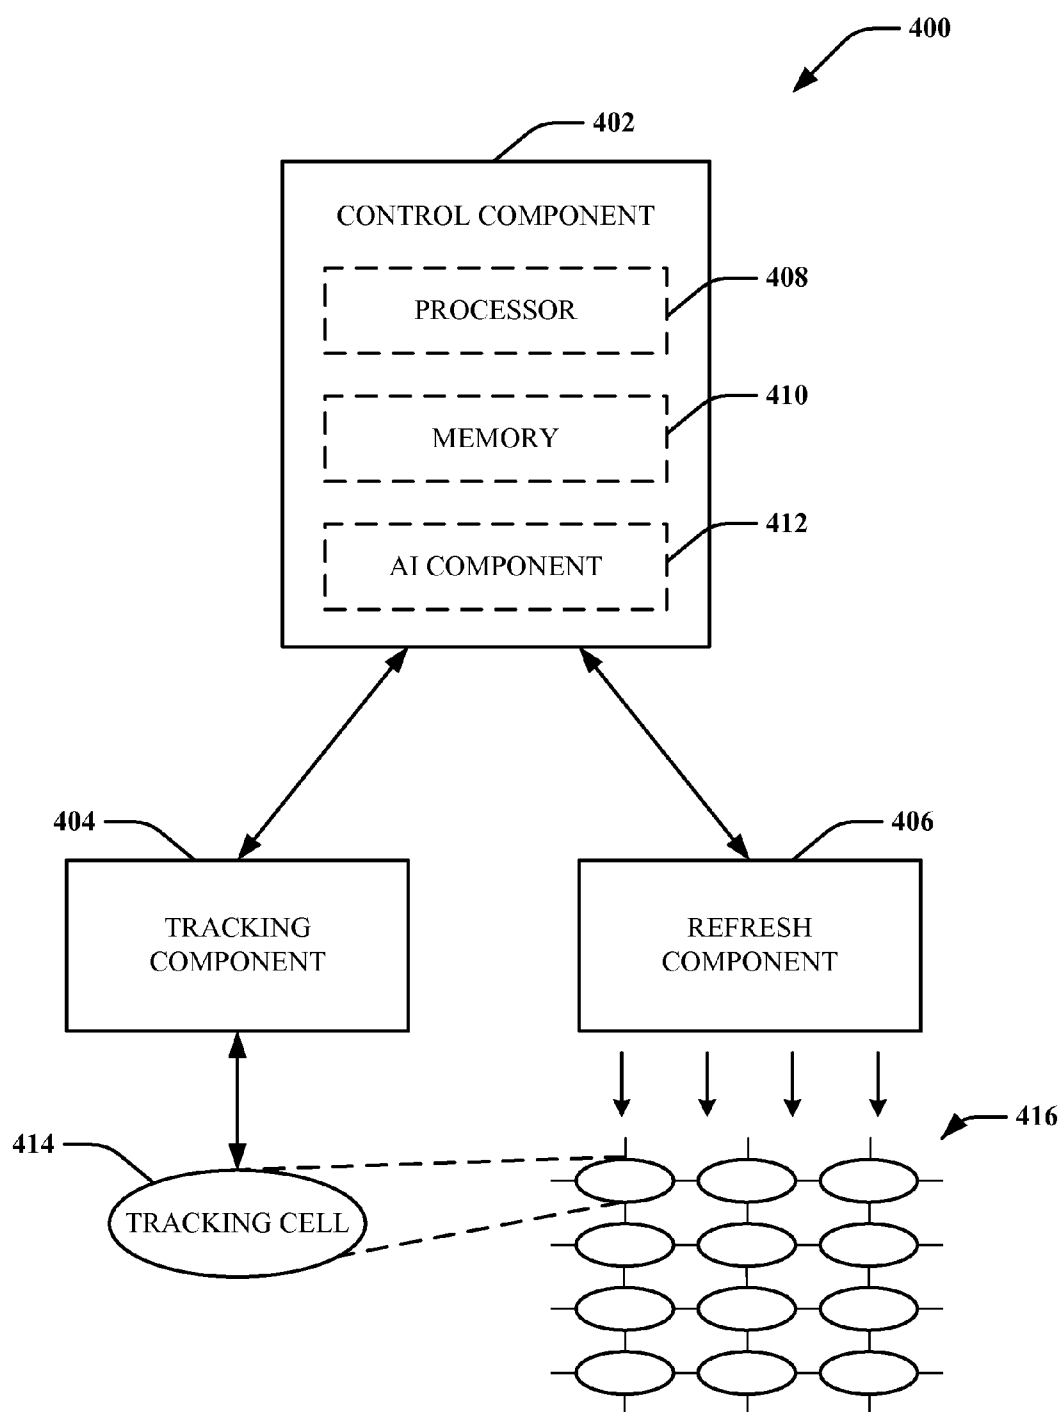 400
402
CONTROL COMPONENT
408
PROCESSOR
410
MEMORY
412
AI COMPONENT
404
406
TRACKING
COMPONENT
REFRESH
COMPONENT
414
416
TRACKING CELL